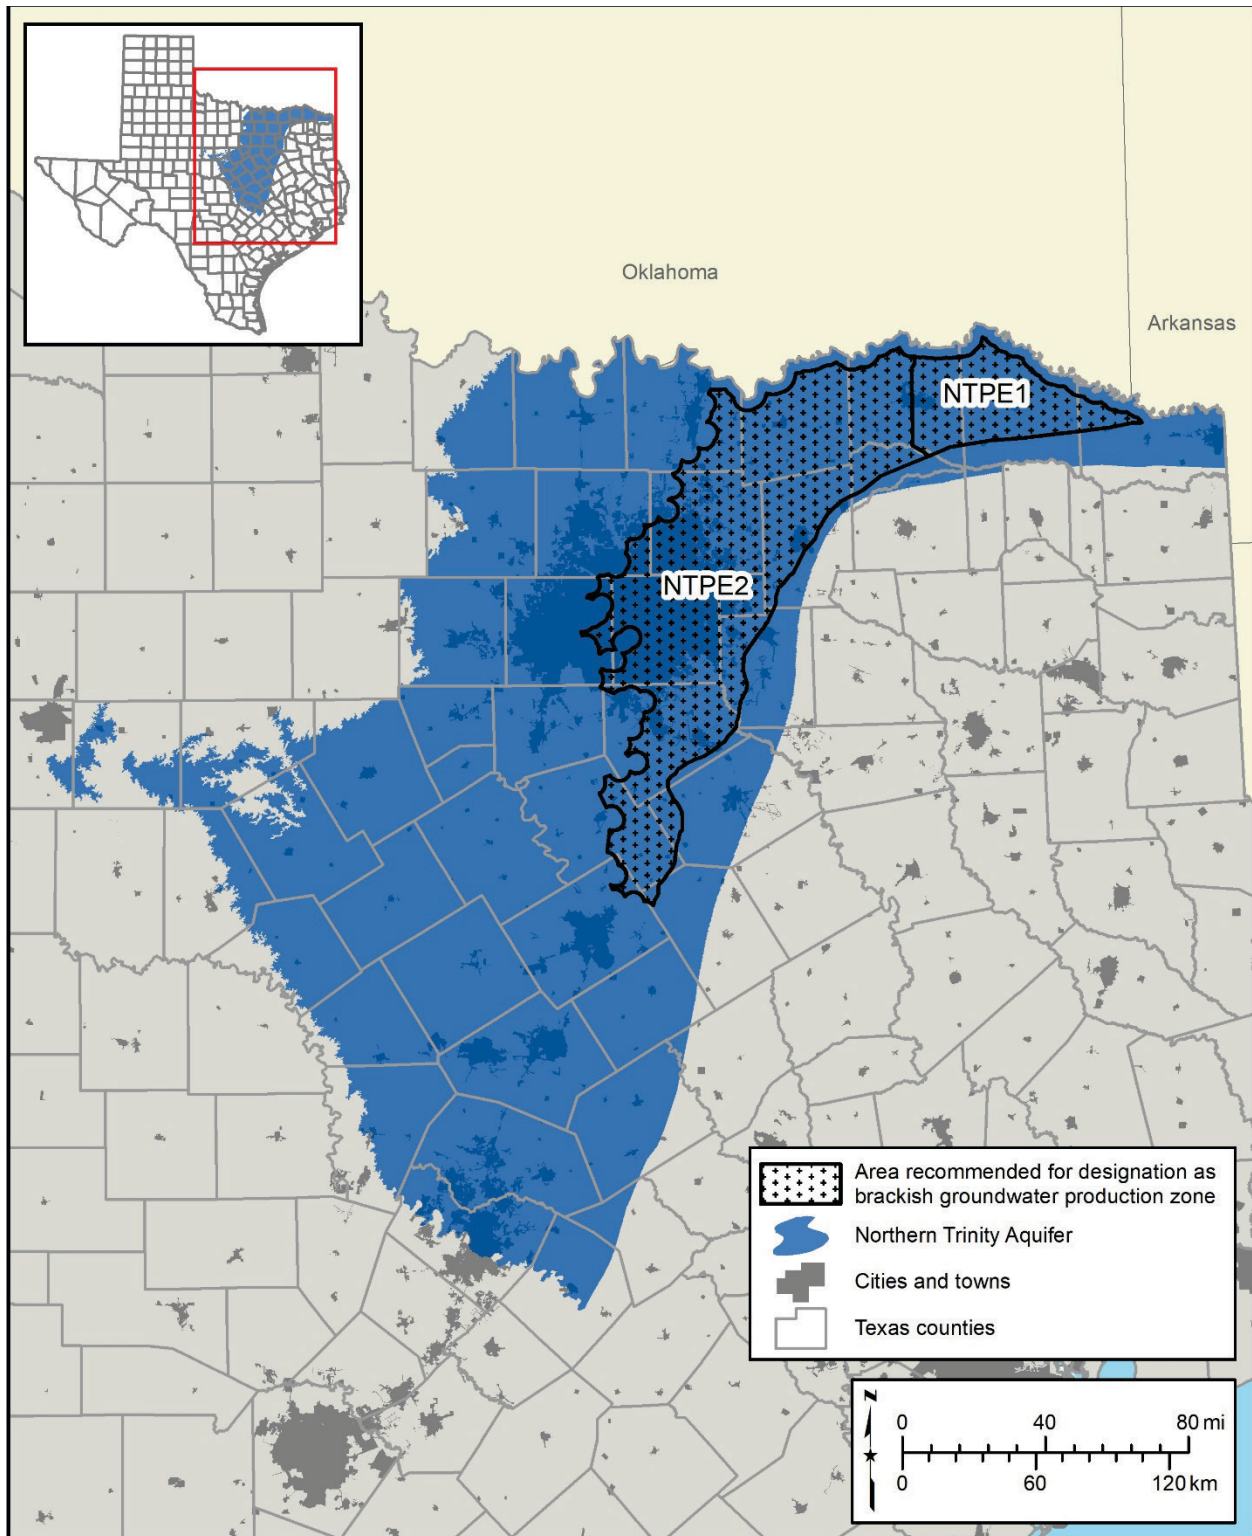 Oklahoma
Arkansas
NTPE1
NTPE2
Area recommended for designation as
brackish groundwater production zone
Northern Trinity Aquifer
Cities and towns
Texas counties
N
0 40 80 mi
0 60 120 km